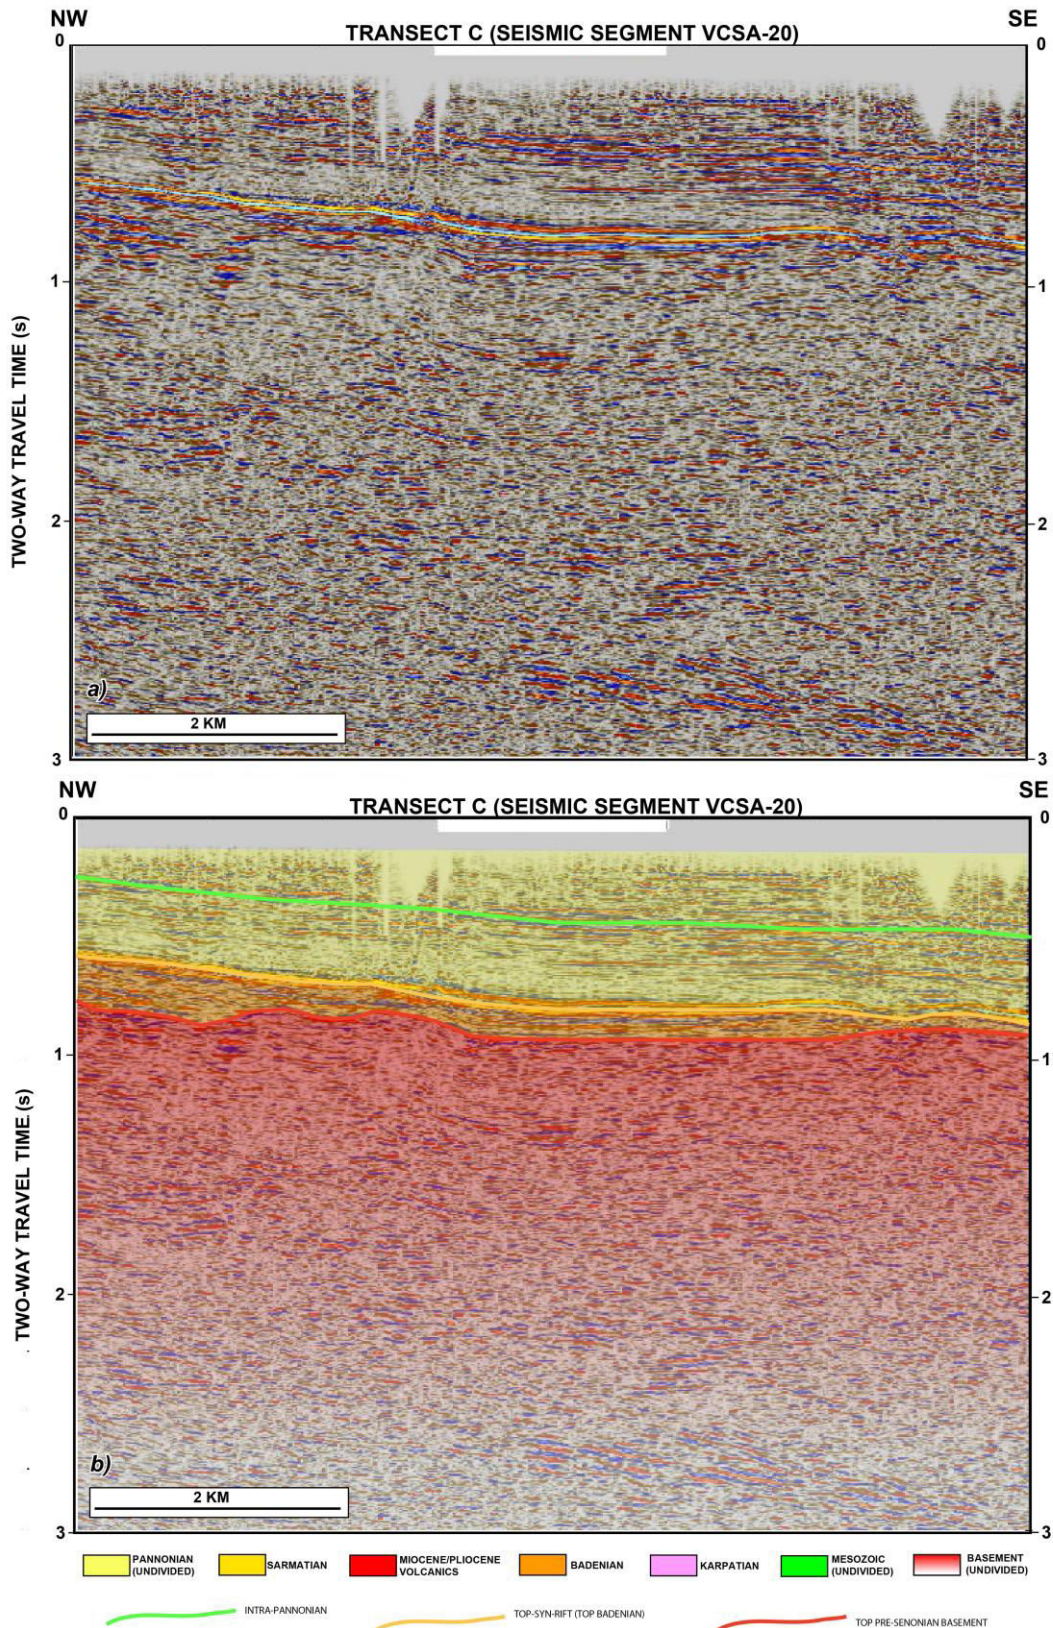 NW
SE
TRANSECT C (SEISMIC SEGMENT VCSA-20)
0
0
1
1
2
2
3
3
TWO-WAY TRAVEL TIME (s)
a)
2 KM
NW
SE
TRANSECT C (SEISMIC SEGMENT VCSA-20)
0
0
1
1
2
2
3
3
TWO-WAY TRAVEL TIME (s)
b)
2 KM
PANNONIAN
(UNDIVIDED)
SARMATIAN
MIOCENE/PLIOCENE
VOLCANICS
BADENIAN
KARPATIAN
MESOZOIC
(UNDIVIDED)
BASEMENT
(UNDIVIDED)
INTRA-PANNONIAN
TOP-SYN-RIFT (TOP BADENIAN)
TOP PRE-SENONIAN BASEMENT